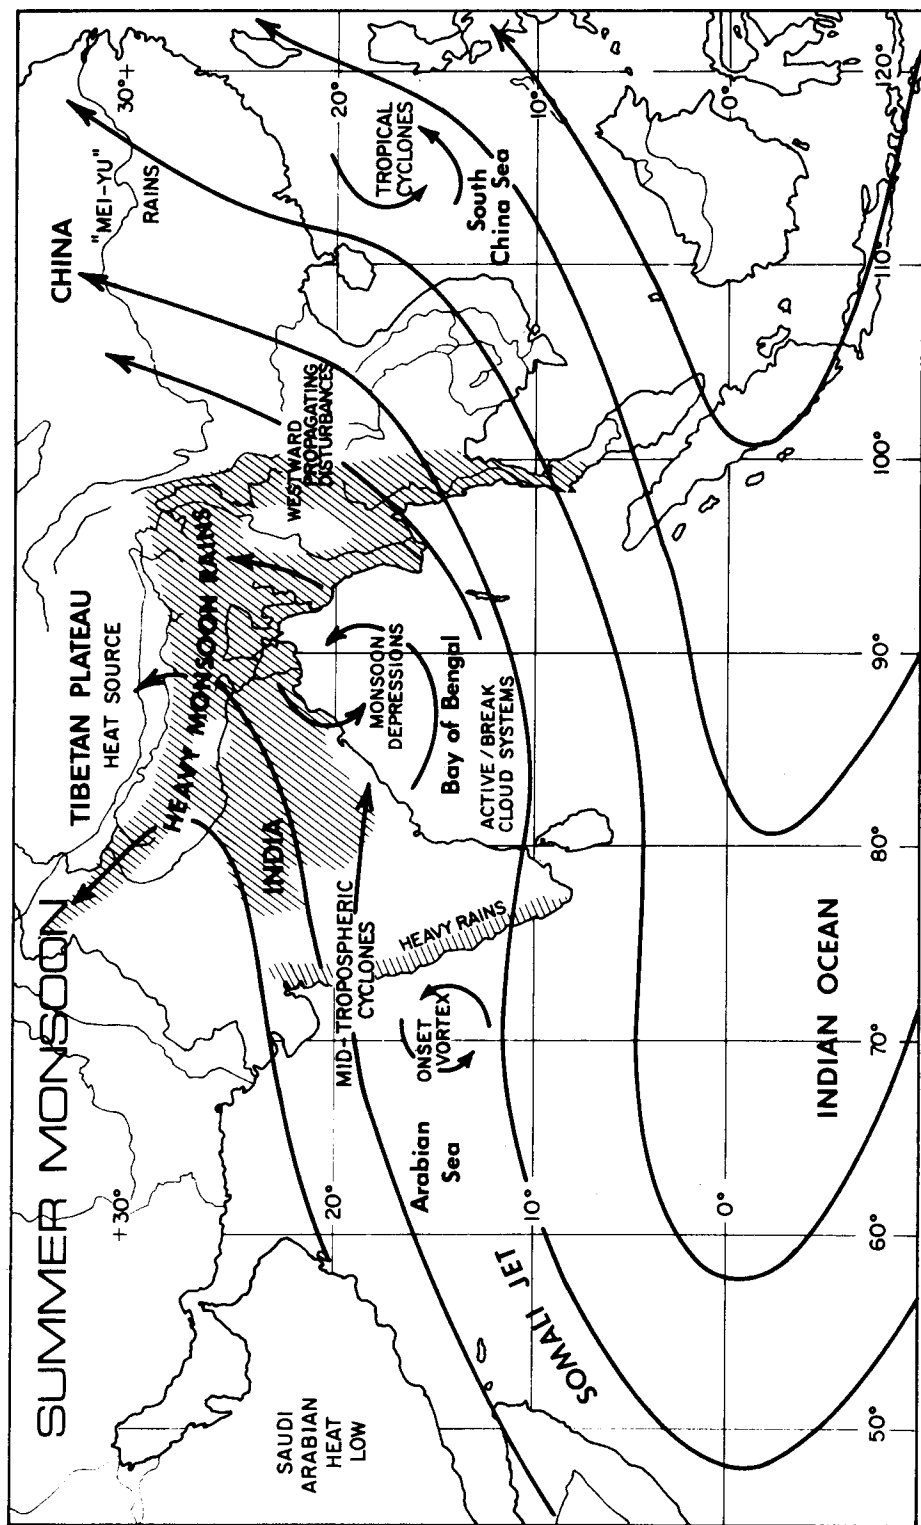 SUMMER MONSOON
TIBETAN PLATEAU
HEAT SOURCE
CHINA
"MEI-YU"
RAINS
+30°
30°+
HEAVY MONSOON RAINS
INDIA
WESTWARD
PROPAGATING
DISTURBANCES
SAUDI
ARABIAN
HEAT
LOW
20°
20°
MID-TROPOSPHERIC
CYCLONES
MONSOON
DEPRESSIONS
TROPICAL
CYCLONES
HEAVY RAINS
ONSET
VORTEX
Arabian
Sea
Bay of Bengal
ACTIVE/BREAK
CLOUD SYSTEMS
South
China Sea
SOMALI JET
10°
10°
0°
0°
INDIAN OCEAN
50°
60°
70°
80°
90°
100°
110°
120°